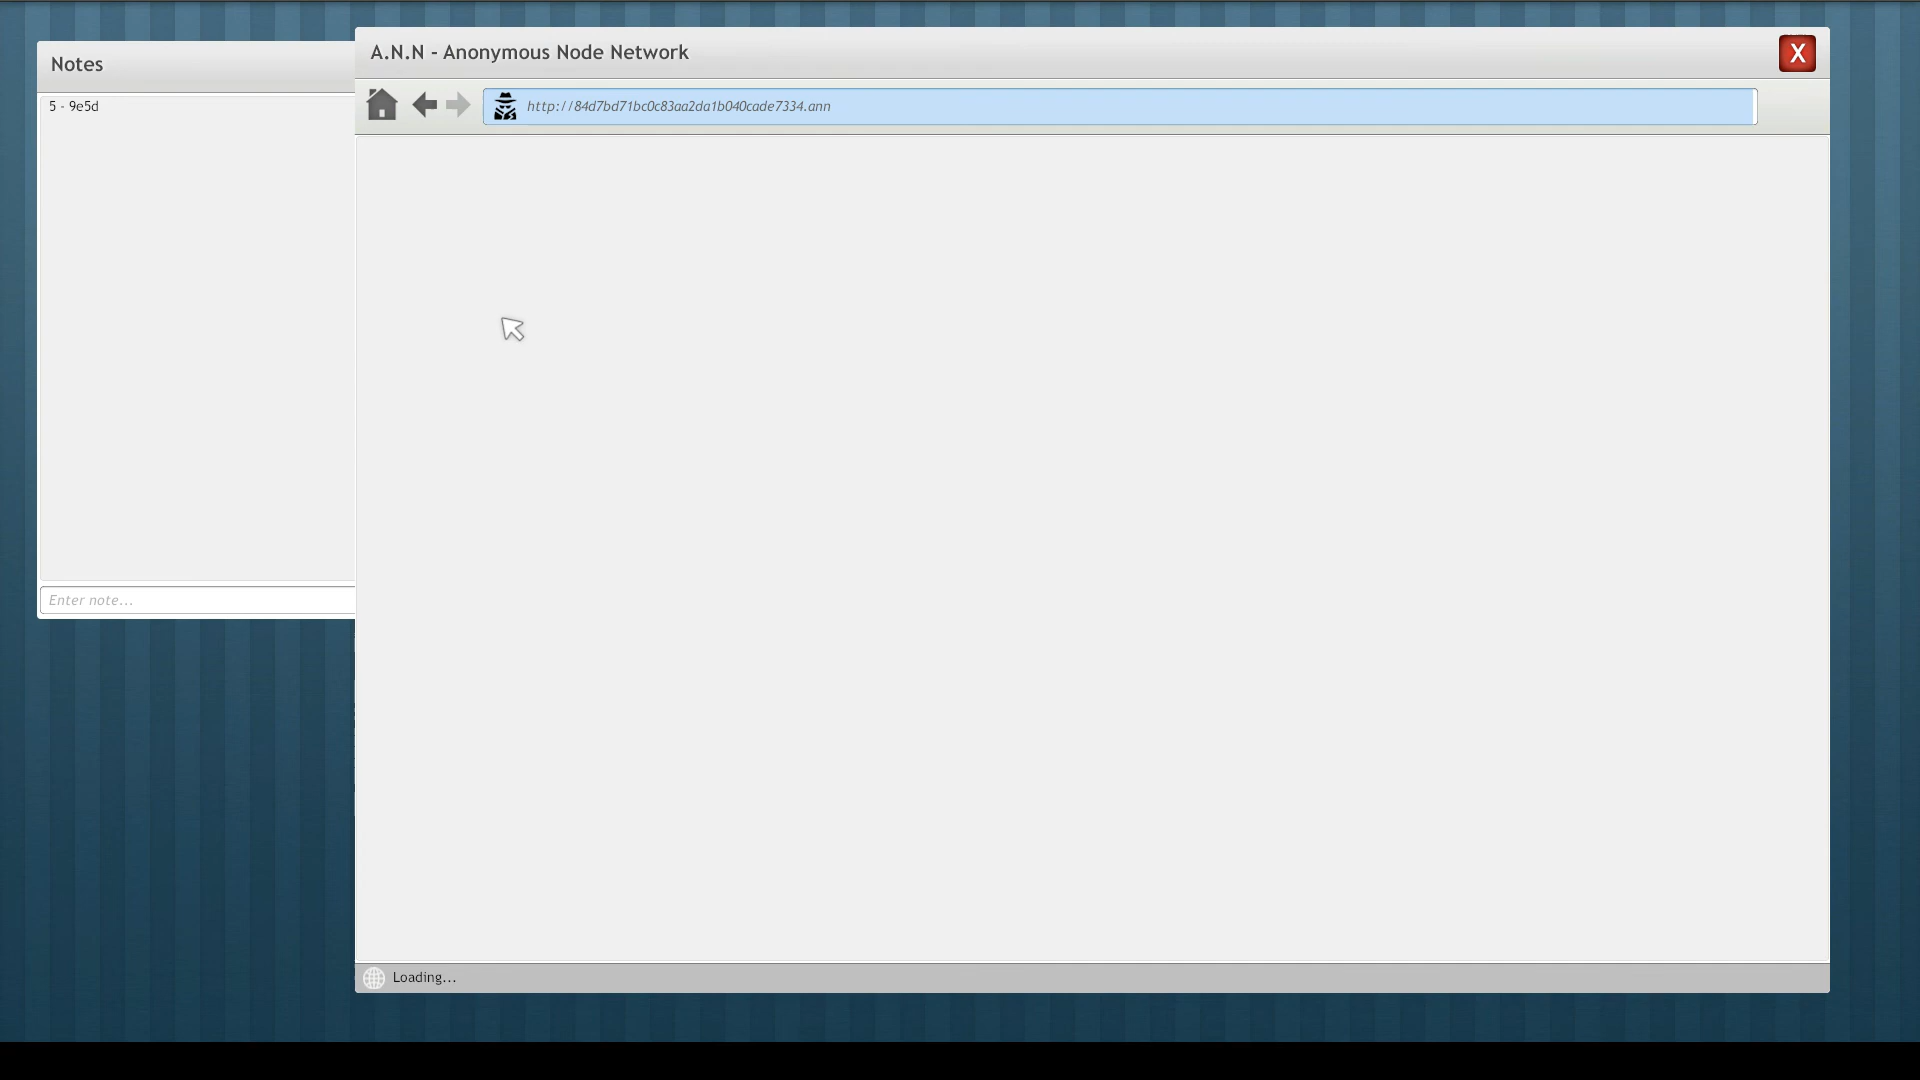 A.N.N - Anonymous Node Network
X
Notes
http://84d7bd71bc0c83aa2da1b040cade7334.ann
5 - 9e5d
Enter note...
Loading...